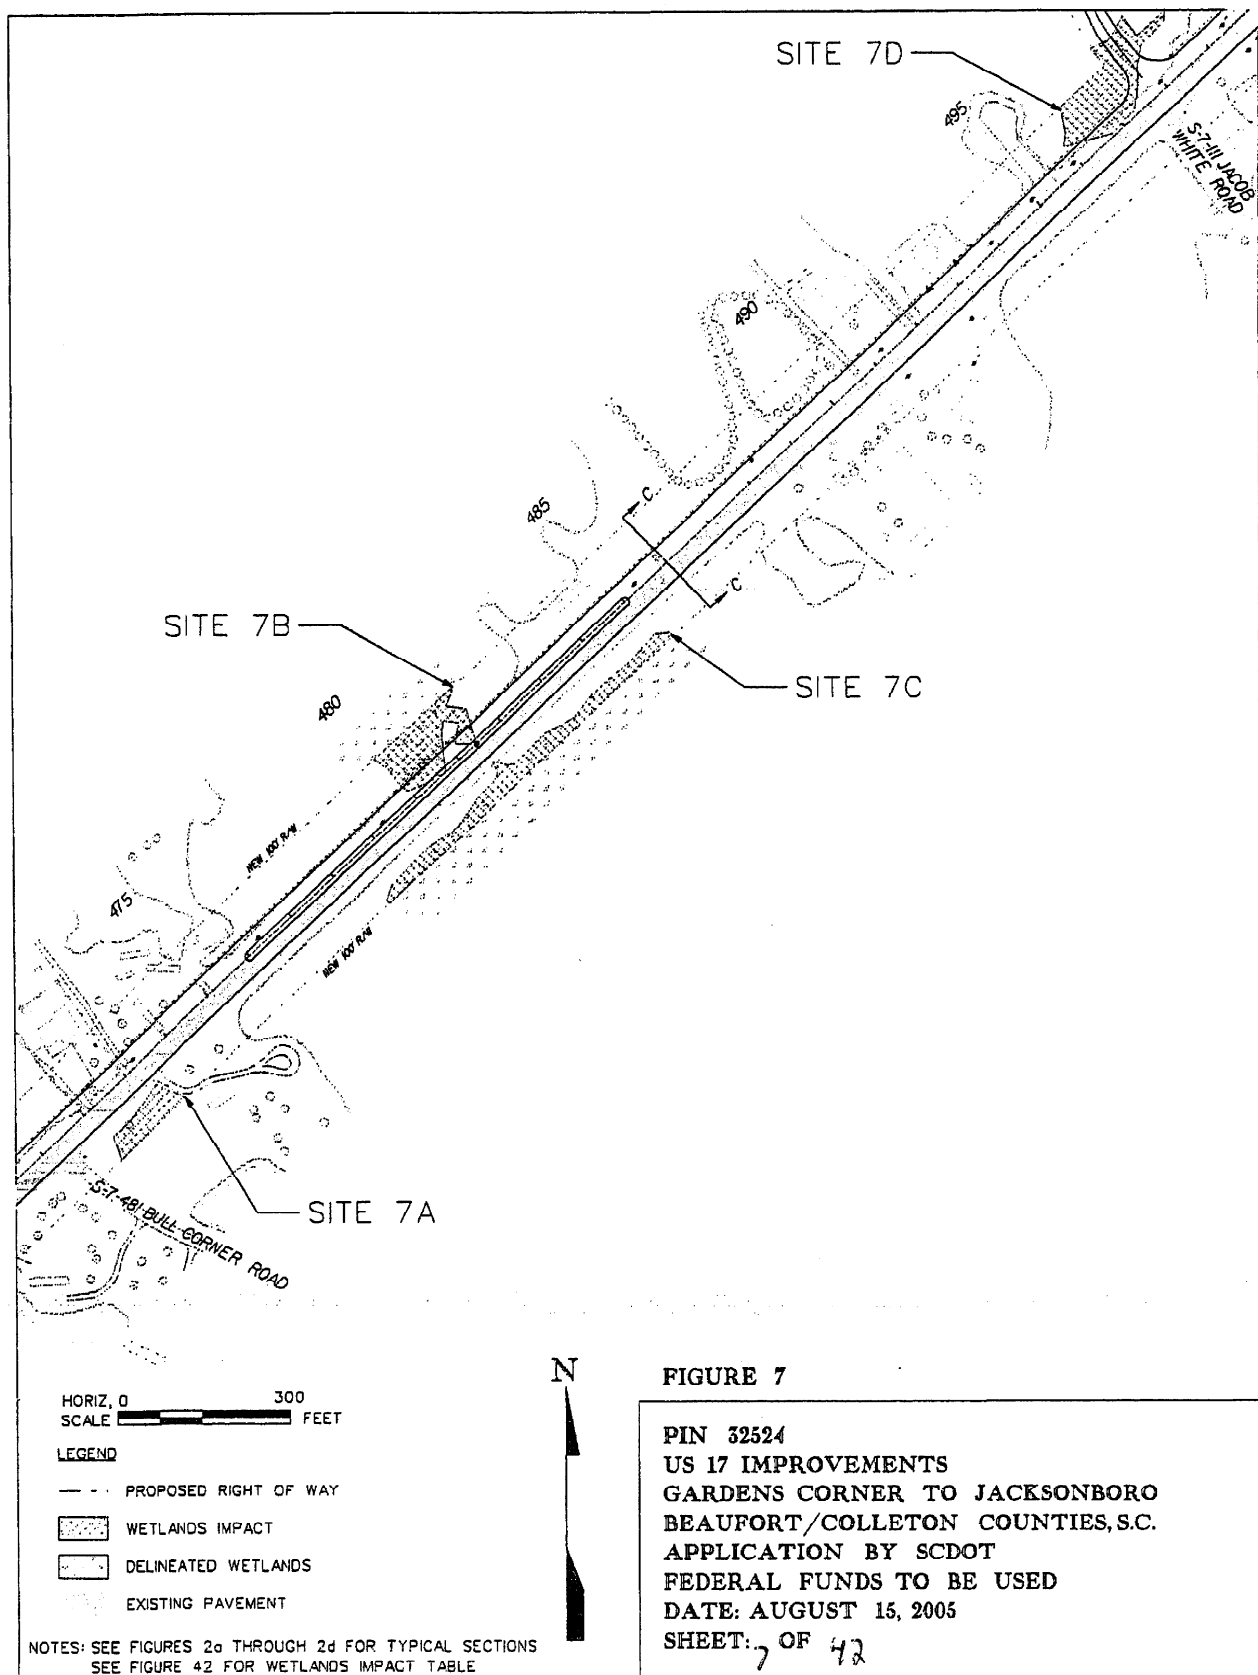 SITE 7D
495
S-7-111 JACOB
WHITE ROAD
490
C
485
C
SITE 7B
SITE 7C
480
NEW 100' R/W
475
NEW 100' R/W
SITE 7A
S-7-481 BULL CORNER ROAD
HORIZ. 0 300
SCALE FEET
LEGEND
PROPOSED RIGHT OF WAY
WETLANDS IMPACT
DELINEATED WETLANDS
EXISTING PAVEMENT
NOTES: SEE FIGURES 2a THROUGH 2d FOR TYPICAL SECTIONS
SEE FIGURE 42 FOR WETLANDS IMPACT TABLE
N
FIGURE 7
PIN 32524
US 17 IMPROVEMENTS
GARDENS CORNER TO JACKSONBORO
BEAUFORT/COLLETON COUNTIES, S.C.
APPLICATION BY SCDOT
FEDERAL FUNDS TO BE USED
DATE: AUGUST 15, 2005
SHEET: 7 OF 42